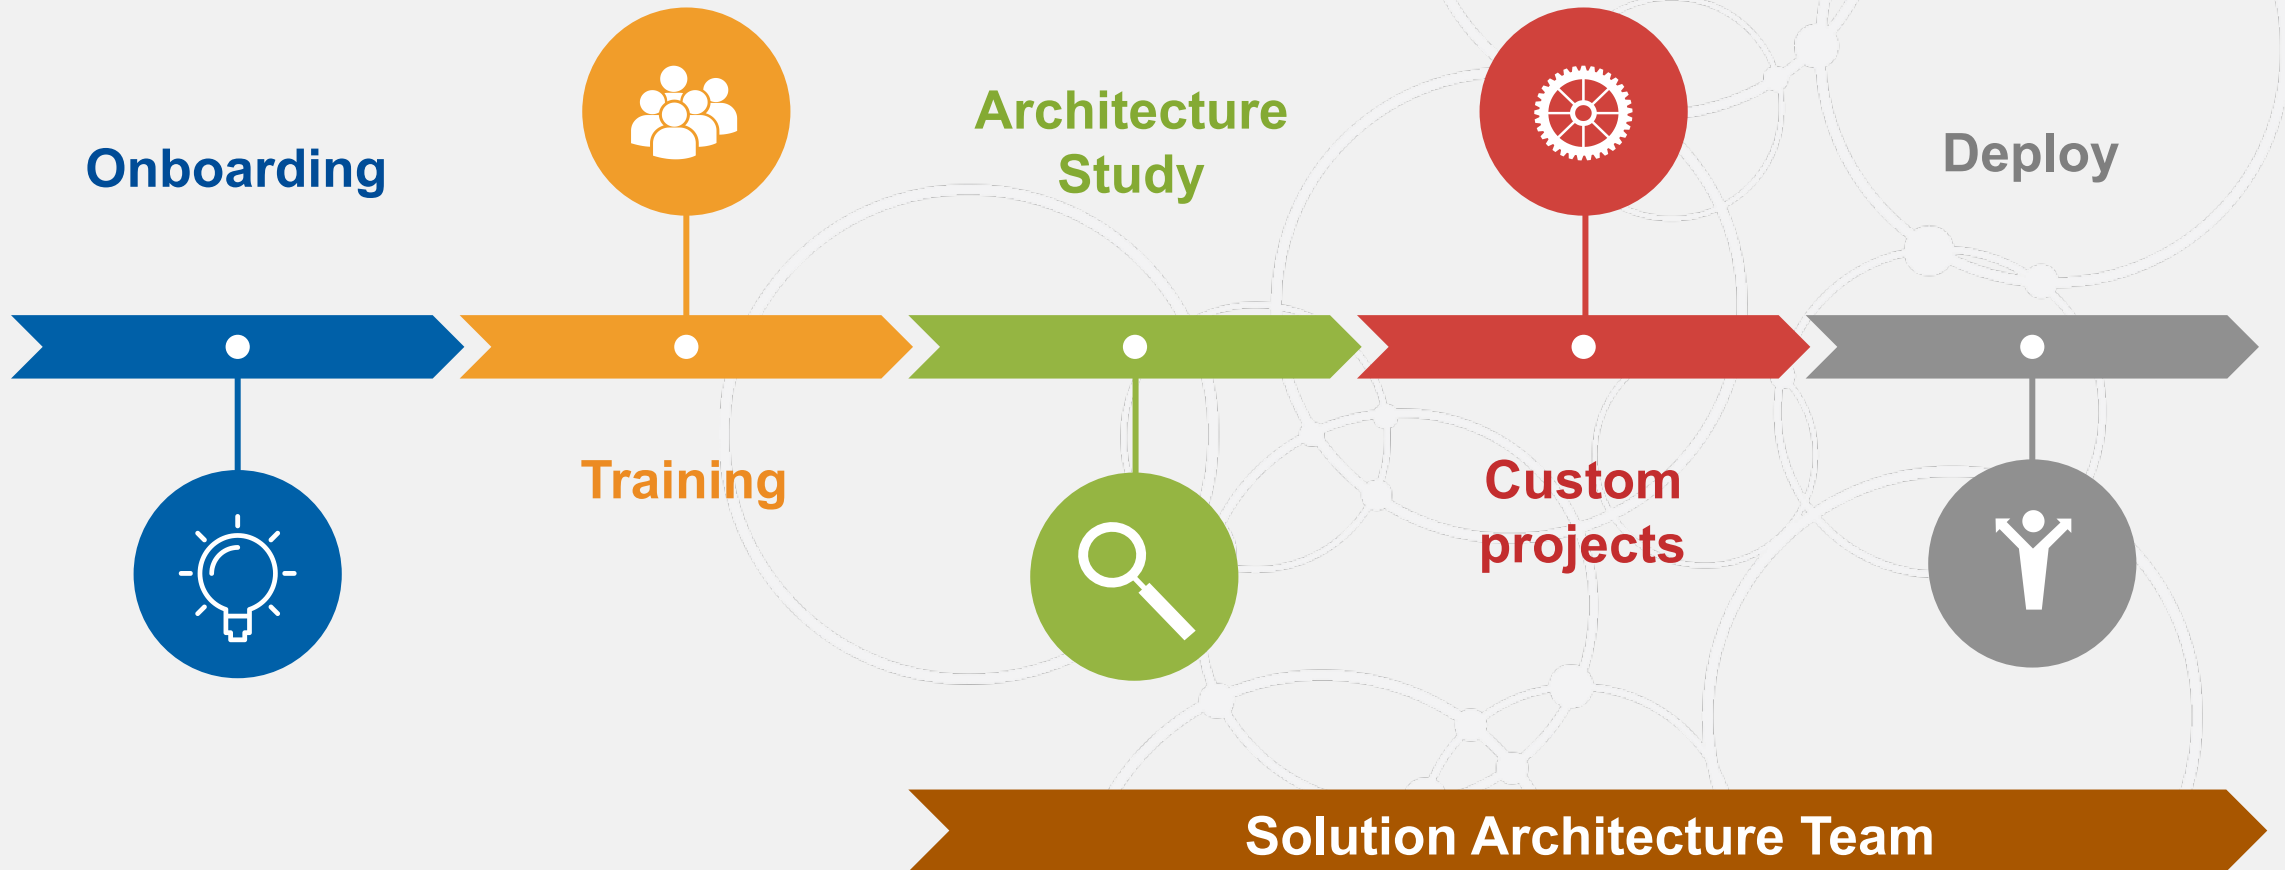 Onboarding
Training
Architecture
Study
Custom
projects
Deploy
Solution Architecture Team